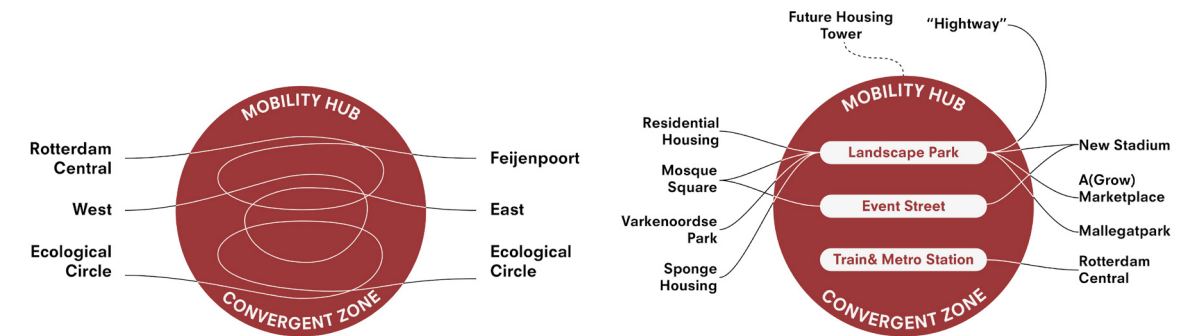 MOBILITY HUB
Rotterdam
Central
West
Ecological
Circle
Feijenpoort
East
Ecological
Circle
CONVERGENT ZONE
Future Housing
Tower
“Hightway”
MOBILITY HUB
Residential
Housing
Mosque
Square
Varkenoordse
Park
Sponge
Housing
Landscape Park
Event Street
Train& Metro Station
New Stadium
A(Grow)
Marketplace
Mallegatpark
Rotterdam
Central
CONVERGENT ZONE